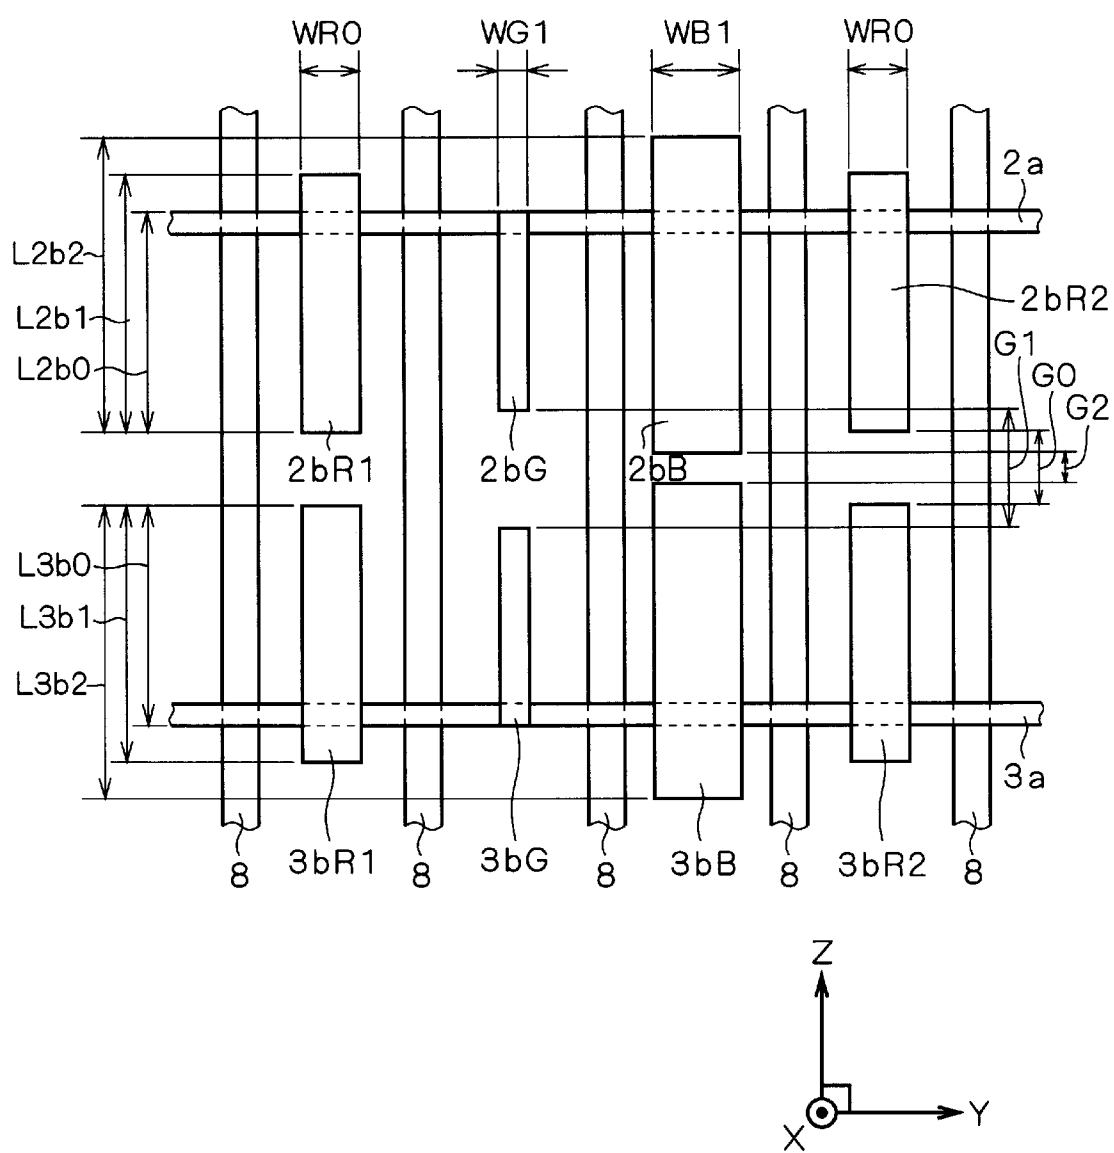 WR0 WG1 WB1 WR0
2a
L2b2
2bR2
L2b1
G1
L2b0
G0
G2
2bR1 2bG 2bB
L3b0
L3b1
L3b2
3a
8 3bR1 8 3bG 8 3bB 8 3bR2 8
Z
Y
X